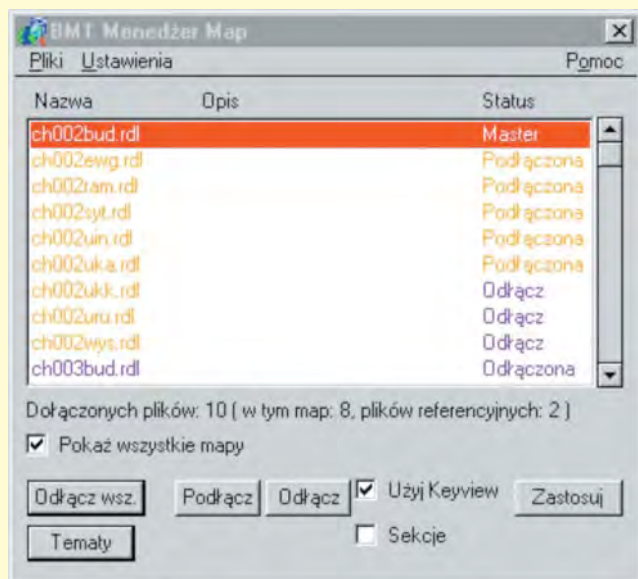 BMT Menedżer Map
Pliki Ustawienia Pomoc
Nazwa Opis Status
ch002bud.rdl Master
ch002ewg.rdl Podłączona
ch002ram.rdl Podłączona
ch002syt.rdl Podłączona
ch002uin.rdl Podłączona
ch002uka.rdl Podłączona
ch002ukk.rdl Odłącz
ch002uru.rdl Odłącz
ch002wys.rdl Odłącz
ch003bud.rdl Odłączona
Dołączonych plików: 10 ( w tym map: 8, plików referencyjnych: 2 )
Pokaż wszystkie mapy
Odłącz wsz. Podłącz Odłącz Użyj Keyview Zastosuj
Tematy Sekcje